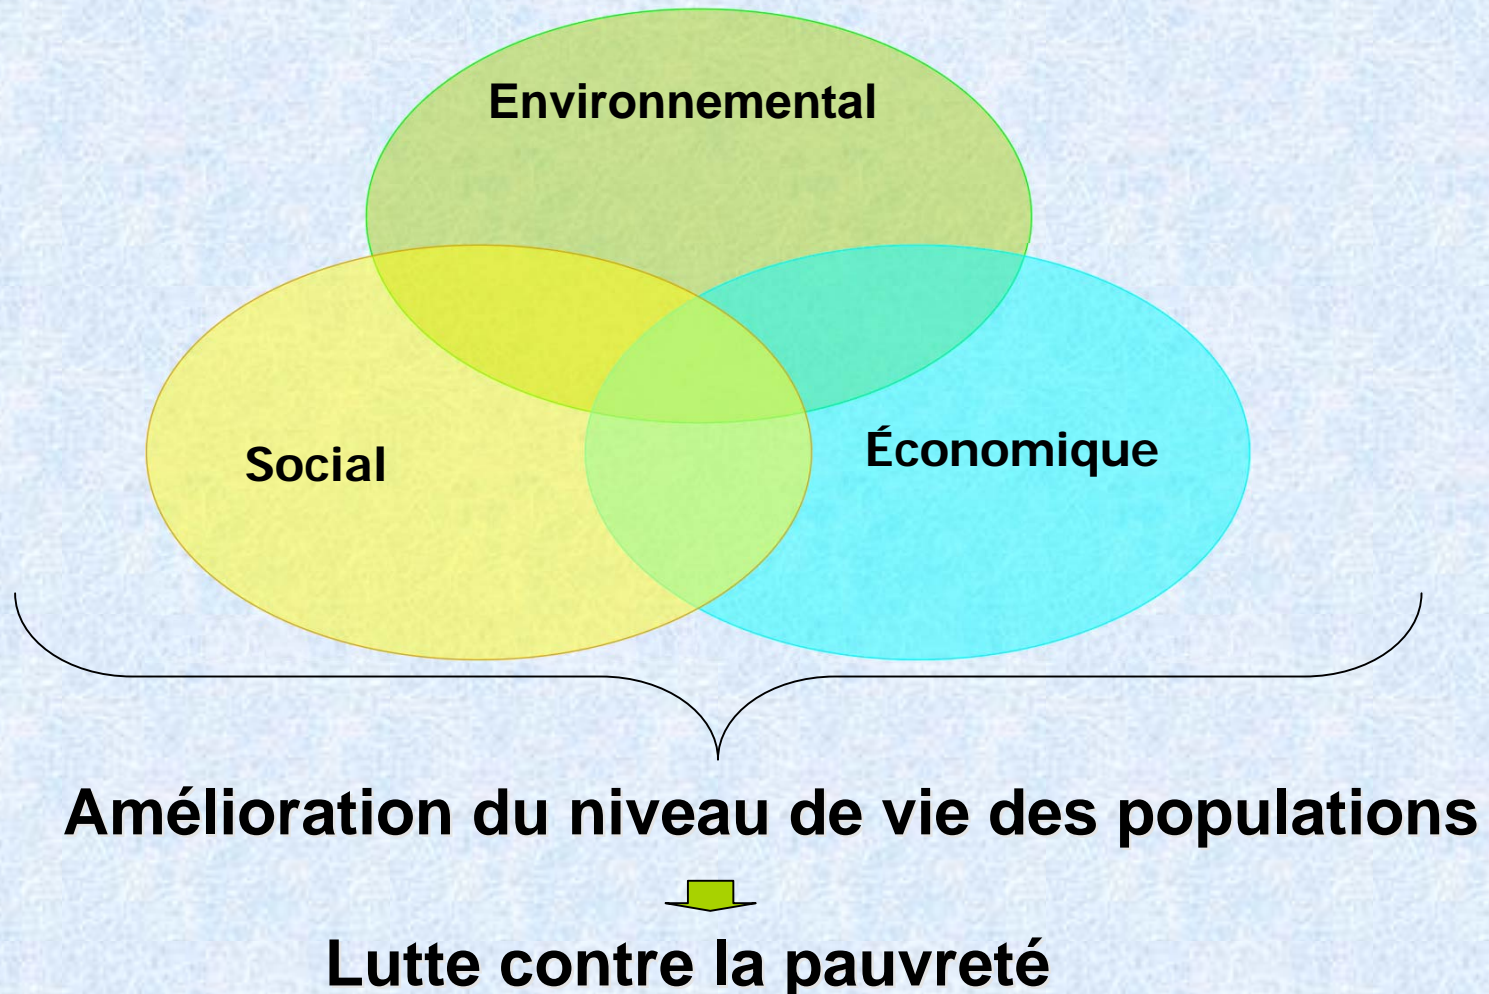 Environnemental
Social
Économique
Amélioration du niveau de vie des populations
Lutte contre la pauvreté